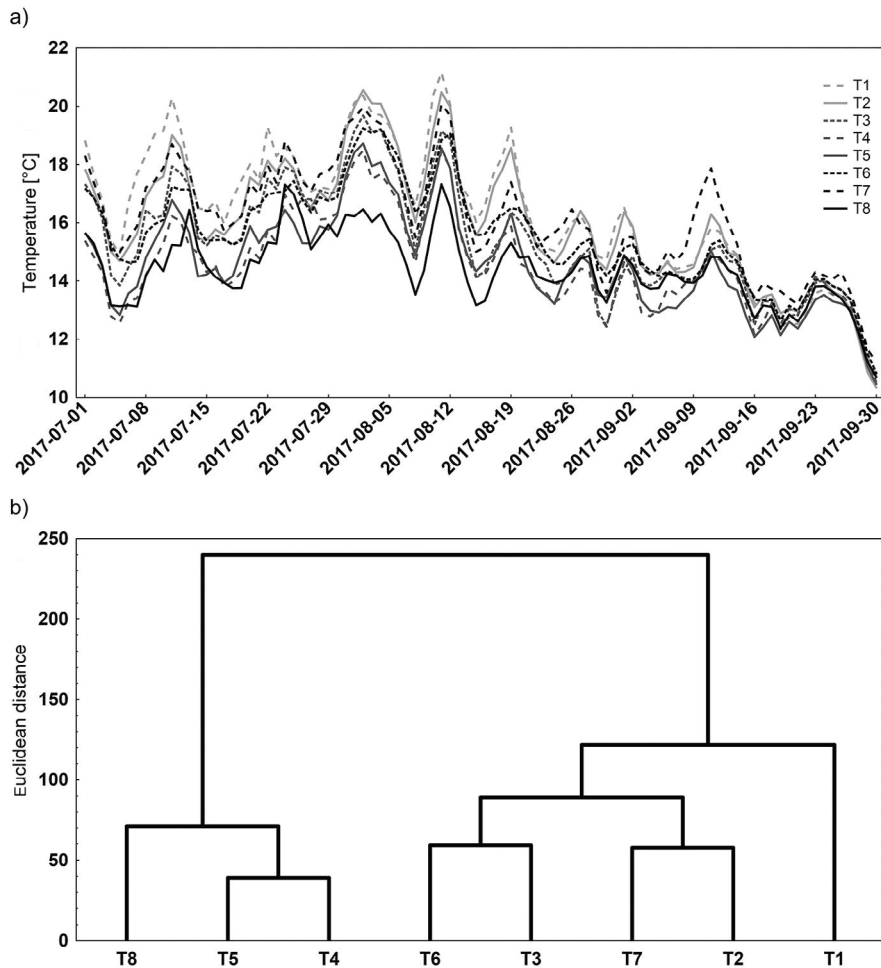 a)
Temperature [°C]
22
20
18
16
14
12
10
T1
T2
T3
T4
T5
T6
T7
T8
2017-07-01
2017-07-08
2017-07-15
2017-07-22
2017-07-29
2017-08-05
2017-08-12
2017-08-19
2017-08-26
2017-09-02
2017-09-09
2017-09-16
2017-09-23
2017-09-30
b)
Euclidean distance
250
200
150
100
50
0
T8 T5 T4 T6 T3 T7 T2 T1